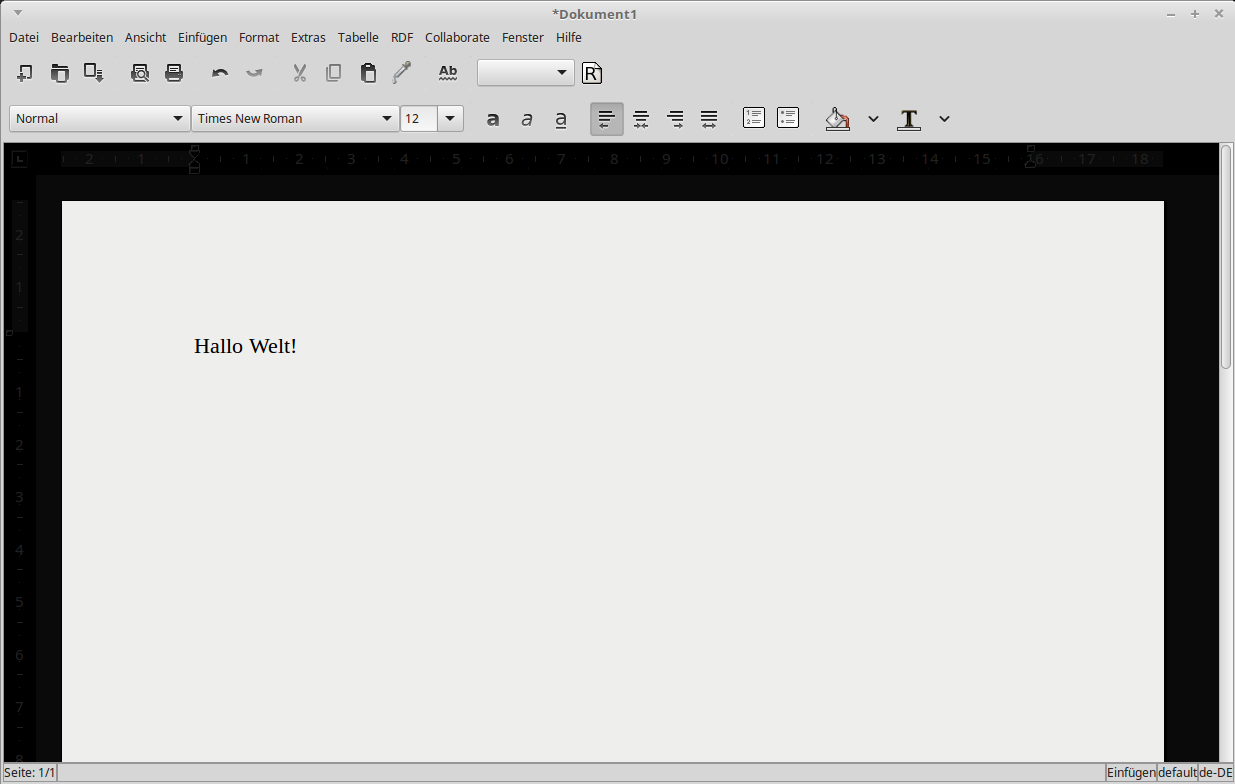 *Dokument1
Datei Bearbeiten Ansicht Einfügen Format Extras Tabelle RDF Collaborate Fenster Hilfe
Ab R
Normal Times New Roman 12 a a a T
2 1 1 2 3 4 5 6 7 8 9 10 11 12 13 14 15 16 17 18
2
1
Hallo Welt!
1
2
3
4
5
6
7
8
Seite: 1/1 Einfügen default de-DE